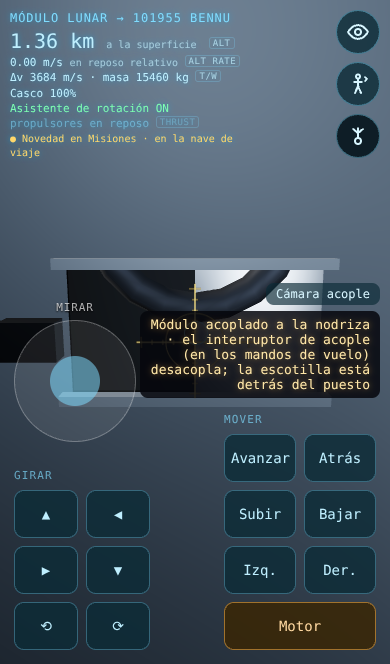 MÓDULO LUNAR → 101955 BENNU
1.36 km a la superficie ALT
0.00 m/s en reposo relativo ALT RATE
Δv 3684 m/s · masa 15460 kg T/W
Casco 100%
Asistente de rotación ON
propulsores en reposo THRUST
● Novedad en Misiones · en la nave de
viaje
Cámara acople
MIRAR
Módulo acoplado a la nodriza
· el interruptor de acople
(en los mandos de vuelo)
desacopla; la escotilla está
detrás del puesto
MOVER
Avanzar Atrás
GIRAR
▲ ◄ Subir Bajar
► ▼ Izq. Der.
⟲ ⟳ Motor